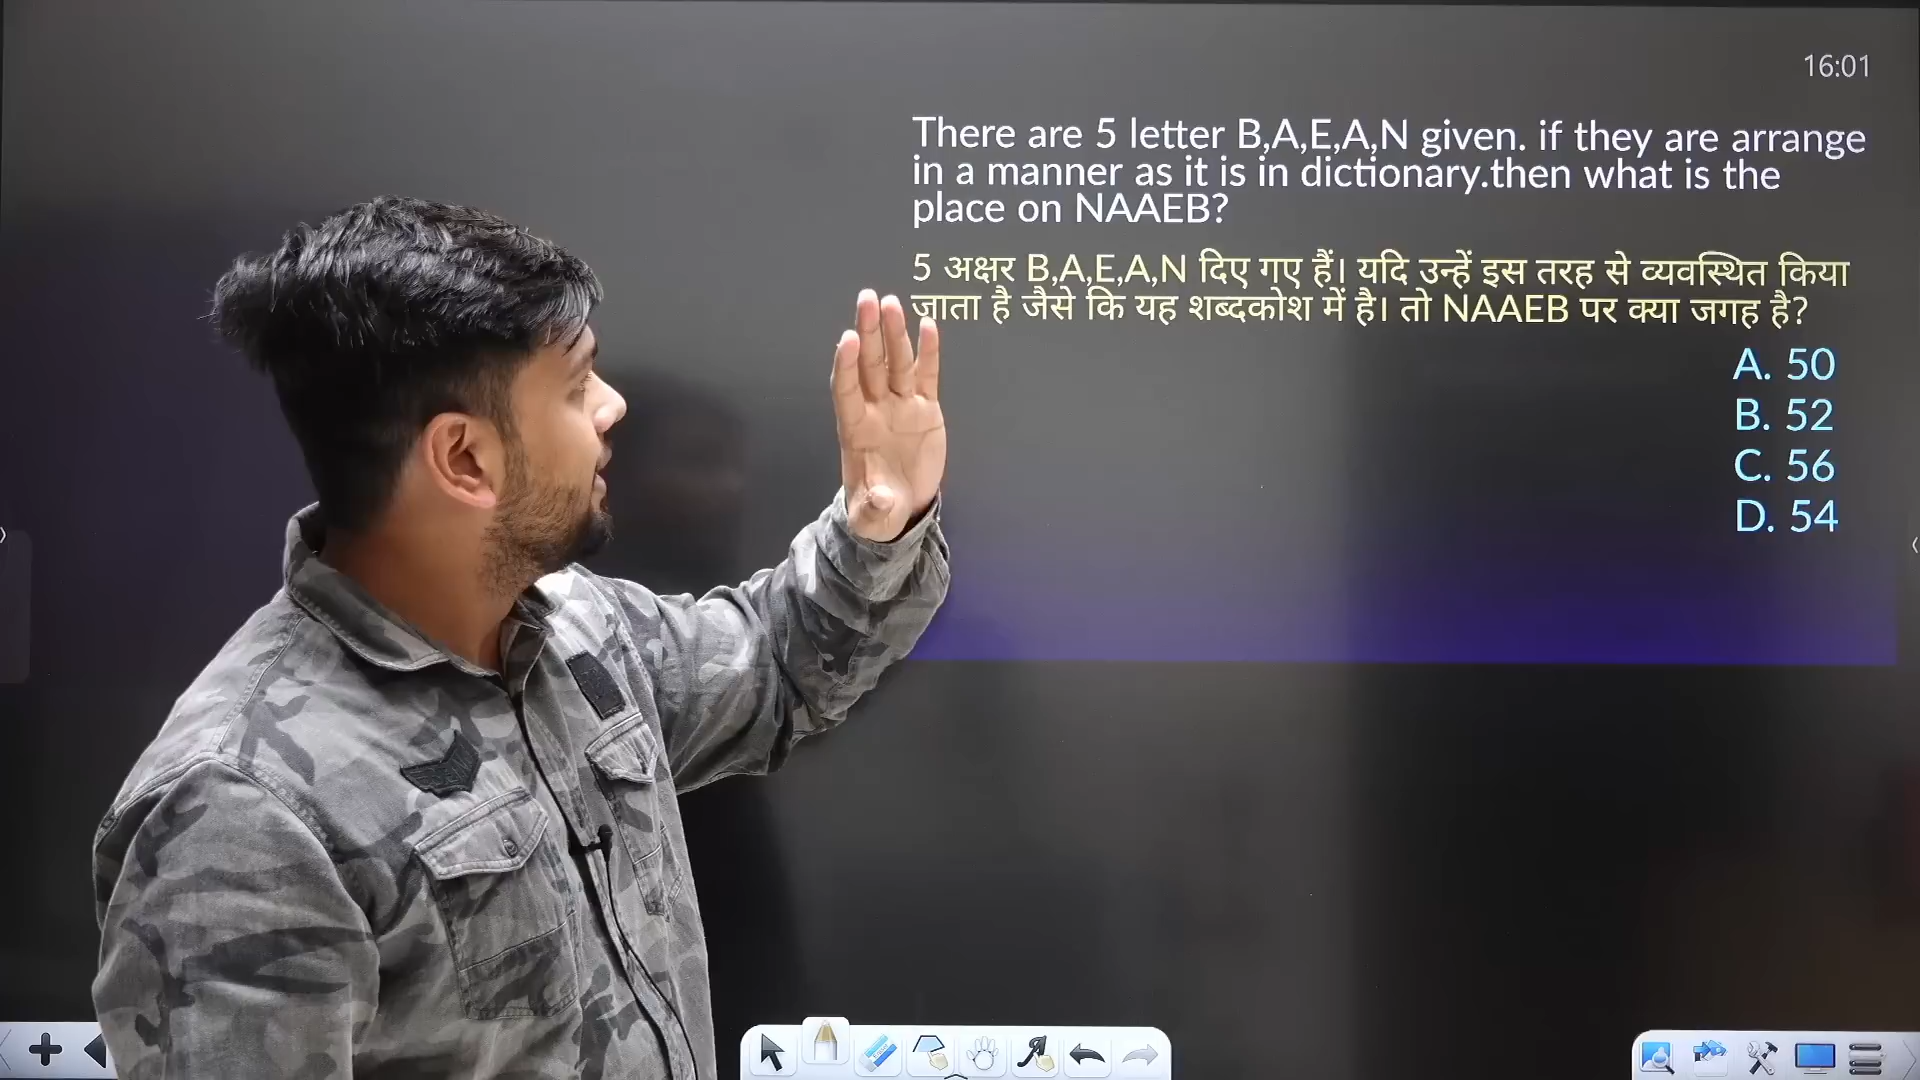 16:01
There are 5 letter B,A,E,A,N given. if they are arrange
in a manner as it is in dictionary.then what is the
place on NAAEB?
5 अक्षर B,A,E,A,N दिए गए हैं। यदि उन्हें इस तरह से व्यवस्थित किया
जाता है जैसे कि यह शब्दकोश में है। तो NAAEB पर क्या जगह है?
A. 50
B. 52
C. 56
D. 54